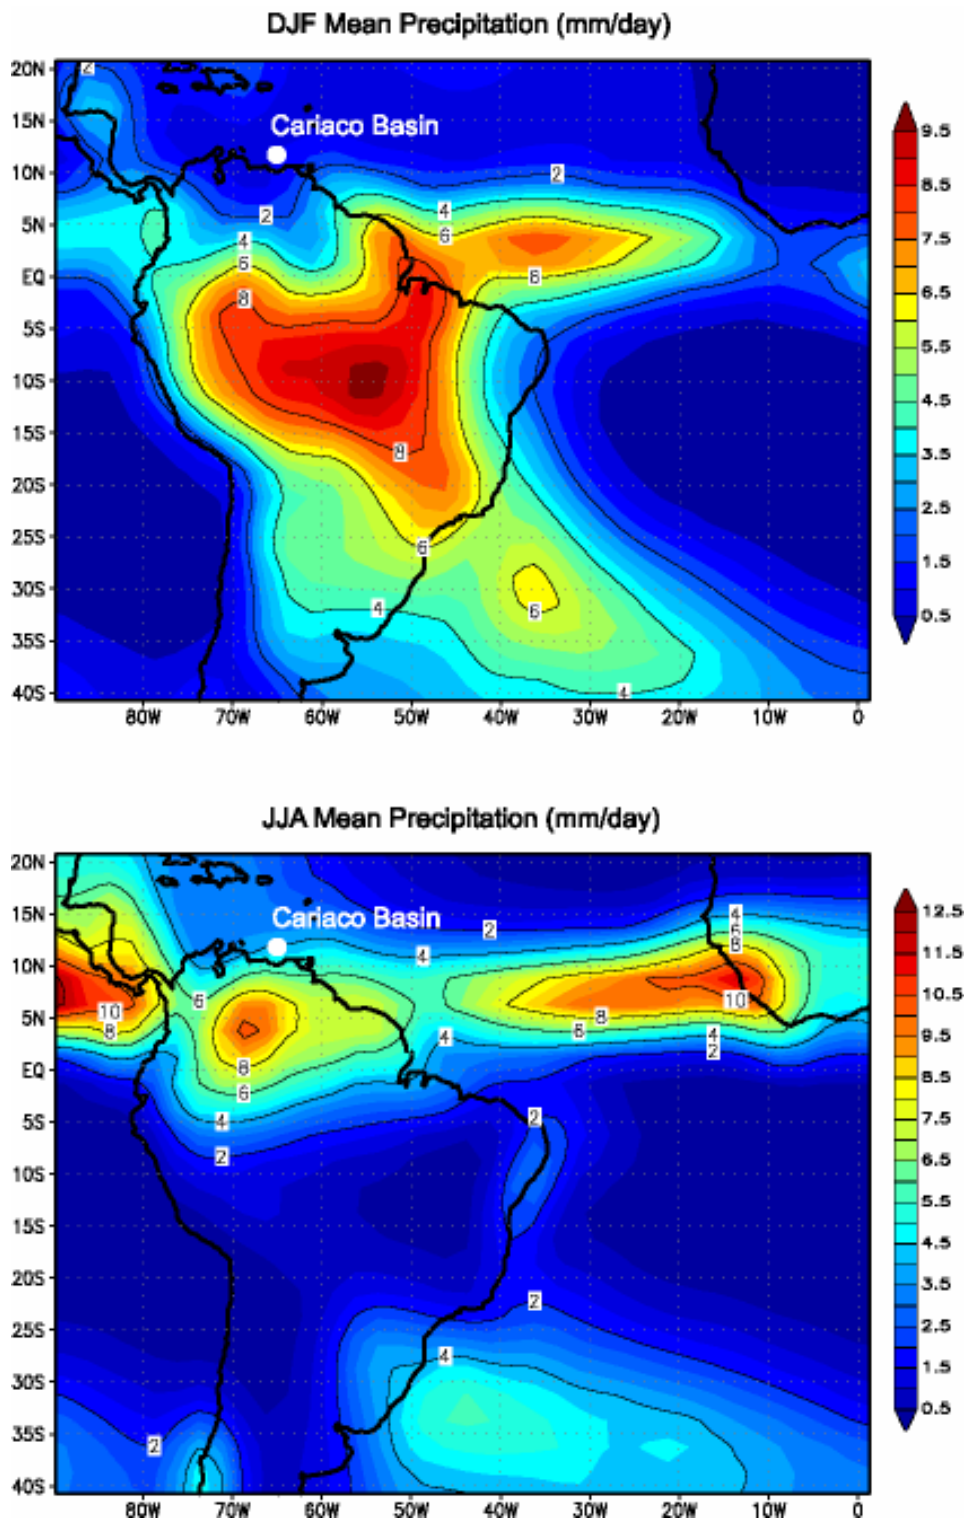 DJF Mean Precipitation (mm/day)
20N
15N
10N
5N
EQ
5S
10S
15S
20S
25S
30S
35S
40S
80W 70W 60W 50W 40W 30W 20W 10W 0
Cariaco Basin
2
2
2
4
4
6
6
6
8
8
6
6
4
4
9.5
8.5
7.5
6.5
5.5
4.5
3.5
2.5
1.5
0.5
JJA Mean Precipitation (mm/day)
20N
15N
10N
5N
EQ
5S
10S
15S
20S
25S
30S
35S
40S
80W 70W 60W 50W 40W 30W 20W 10W 0
Cariaco Basin
2
4
4
6
8
6
10
10
8
8
6
4
4
2
8
6
4
2
2
2
4
2
12.5
11.5
10.5
9.5
8.5
7.5
6.5
5.5
4.5
3.5
2.5
1.5
0.5